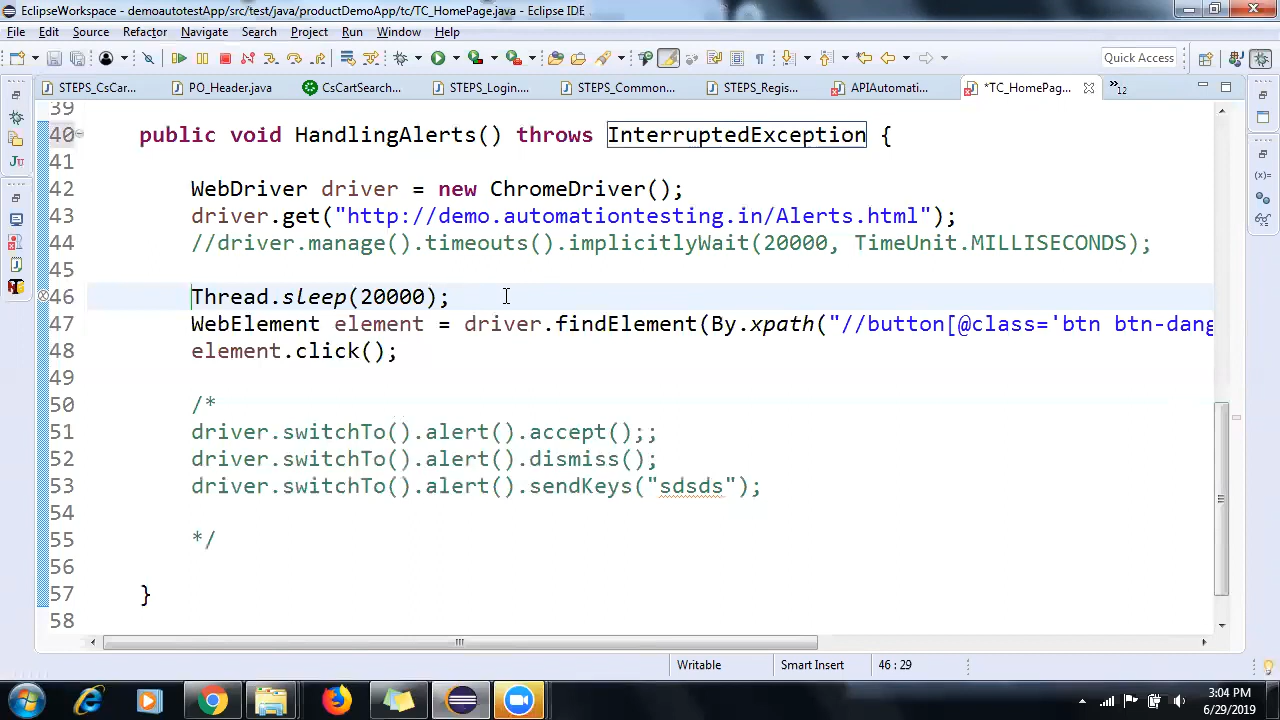 EclipseWorkspace - demoautotestApp/src/test/java/productDemoApp/tc/TC_HomePage.java - Eclipse IDE
File Edit Source Refactor Navigate Search Project Run Window Help
Quick Access
STEPS_CsCar... PO_Header.java CsCartSearch... STEPS_Login.... STEPS_Common... STEPS_Regis... APIAutomati... *TC_HomePag... »12
39
40 public void HandlingAlerts() throws InterruptedException {
41
42 WebDriver driver = new ChromeDriver();
43 driver.get("http://demo.automationtesting.in/Alerts.html");
44 //driver.manage().timeouts().implicitlyWait(20000, TimeUnit.MILLISECONDS);
45
46 Thread.sleep(20000);
47 WebElement element = driver.findElement(By.xpath("//button[@class='btn btn-dang
48 element.click();
49
50 /*
51 driver.switchTo().alert().accept();;
52 driver.switchTo().alert().dismiss();
53 driver.switchTo().alert().sendKeys("sdsds");
54
55 */
56
57 }
58
Writable Smart Insert 46 : 29
3:04 PM
6/29/2019